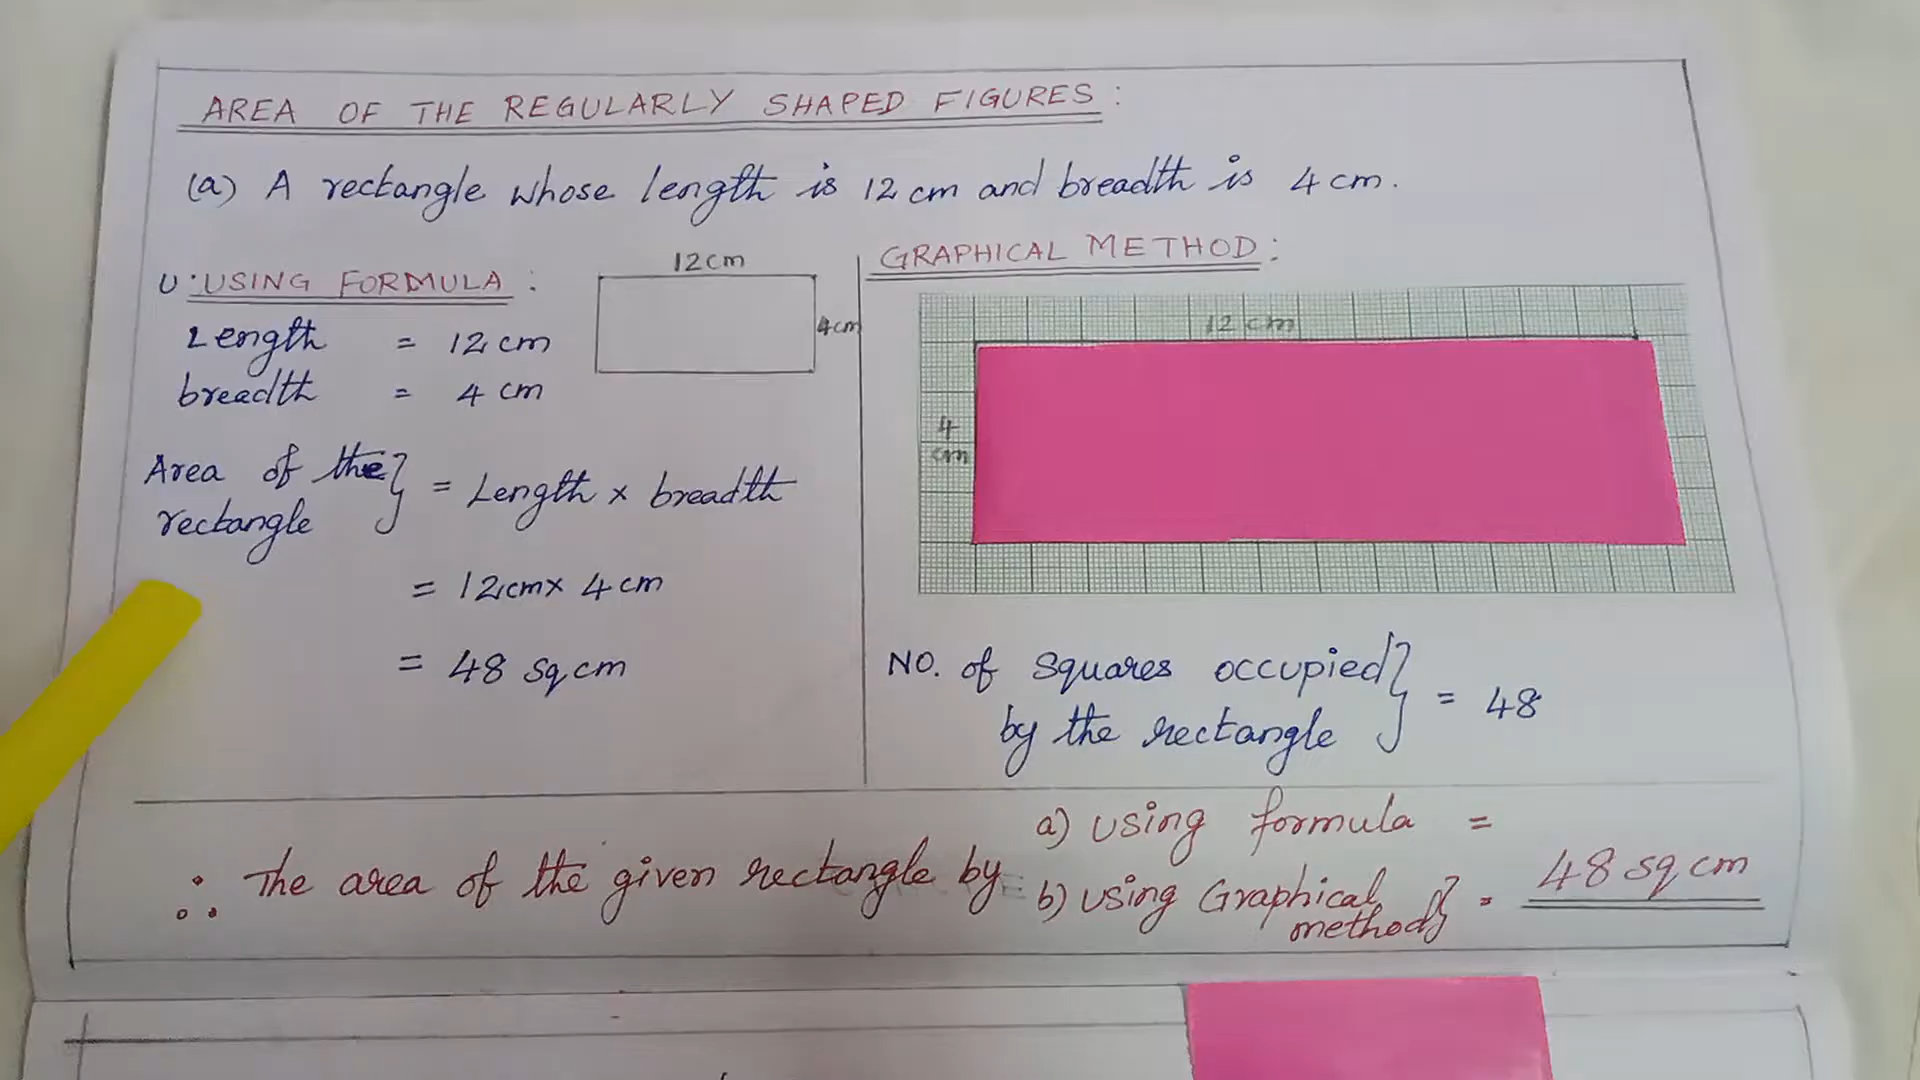 AREA OF THE REGULARLY SHAPED FIGURES :
(a) A rectangle whose length is 12 cm and breadth is 4 cm.
USING FORMULA :
12cm
4cm
Length = 12 cm
breadth = 4 cm
Area of the } = Length × breadth
rectangle
= 12cm × 4 cm
= 48 sq cm
GRAPHICAL METHOD :
12 cm
4
cm
NO. of squares occupied } = 48
by the rectangle
∴ The area of the given rectangle by
a) using formula =
b) using Graphical } =
method
48 sq cm